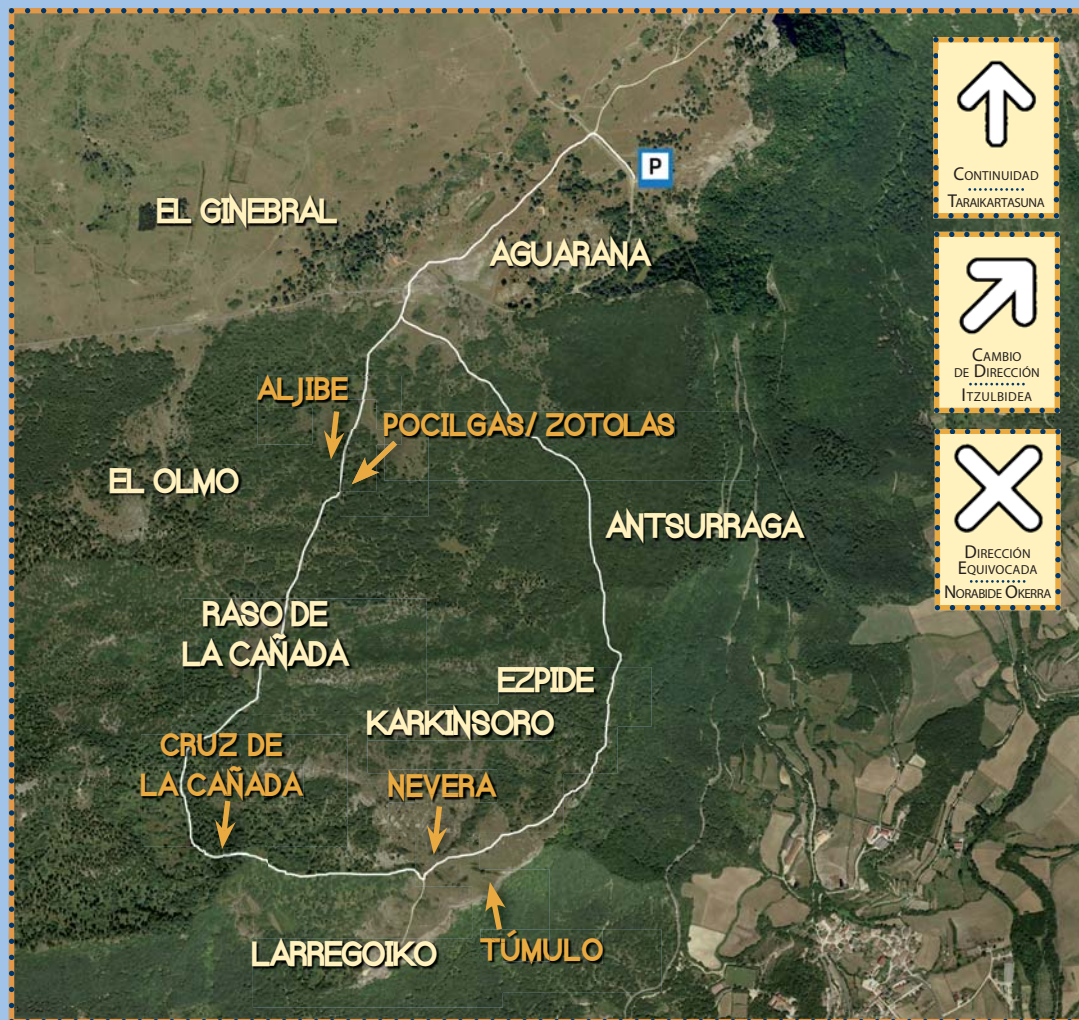 P
EL GINEBRAL
AGUARANA
ALJIBE
POCILGAS/ ZOTOLAS
EL OLMO
ANTSURRAGA
RASO DE
LA CAÑADA
EZPIDE
KARKINSORO
CRUZ DE
LA CAÑADA
NEVERA
LARREGOIKO
TÚMULO
CONTINUIDAD
TARAIKARTASUNA
CAMBIO
DE DIRECCIÓN
ITZULBIDEA
DIRECCIÓN
EQUIVOCADA
NORABIDE OKERRA